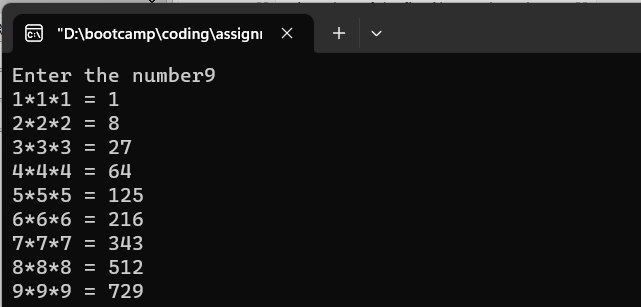 "D:\bootmcamp\coding\assignr
Enter the number9
1*1*1 = 1
2*2*2 = 8
3*3*3 = 27
4*4*4 = 64
5*5*5 = 125
6*6*6 = 216
7*7*7 = 343
8*8*8 = 512
9*9*9 = 729